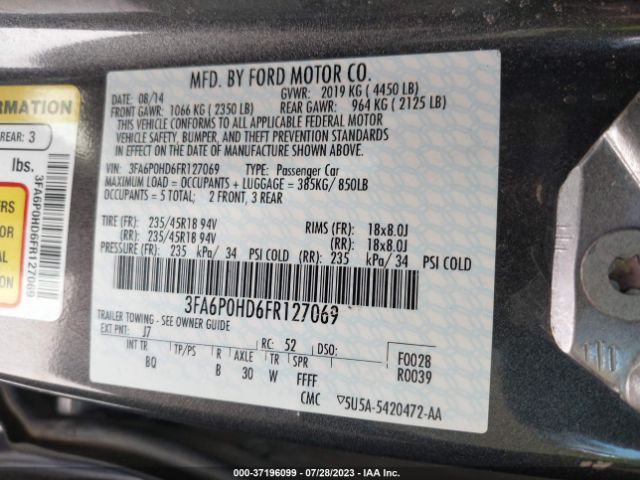 MFD. BY FORD MOTOR CO.
DATE: 08/14 GVWR: 2019 KG ( 4450 LB)
FRONT GAWR: 1066 KG ( 2350 LB) REAR GAWR: 964 KG ( 2125 LB)
THIS VEHICLE CONFORMS TO ALL APPLICABLE FEDERAL MOTOR
VEHICLE SAFETY, BUMPER, AND THEFT PREVENTION STANDARDS
IN EFFECT ON THE DATE OF MANUFACTURE SHOWN ABOVE.
VIN: 3FA6P0HD6FR127069 TYPE: Passenger Car
MAXIMUM LOAD = OCCUPANTS + LUGGAGE = 385KG/ 850LB
OCCUPANTS = 5 TOTAL; 2 FRONT, 3 REAR
TIRE (FR): 235/45R18 94V RIMS (FR): 18x8.0J
(RR): 235/45R18 94V (RR): 18x8.0J
PRESSURE (FR): 235 kPa/ 34 PSI COLD (RR): 235 kPa/ 34 PSI COLD
3FA6P0HD6FR127069
TRAILER TOWING - SEE OWNER GUIDE
EXT PNT: J7 RC: 52 DSO: F0028
INT TR TP/PS R AXLE TR SPR R0039
BQ B 30 W FFFF
CMC 5U5A-5420472-AA
FORMATION
REAR: 3
lbs.
3FA6P0HD6FR127069
ERS
OR
AL
ATION
000-37196099 - 07/28/2023 - IAA Inc.